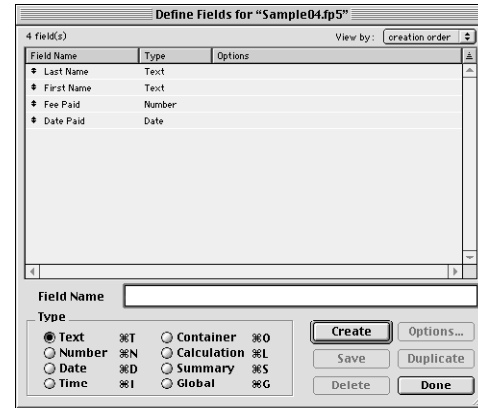 Define Fields for “Sample04.fp5”
4 field(s) View by: creation order
Field Name Type Options
Last Name Text
First Name Text
Fee Paid Number
Date Paid Date
Field Name
Type
Text ⌘T Container ⌘O
Number ⌘N Calculation ⌘L
Date ⌘D Summary ⌘S
Time ⌘I Global ⌘G
Create Options...
Save Duplicate
Delete Done